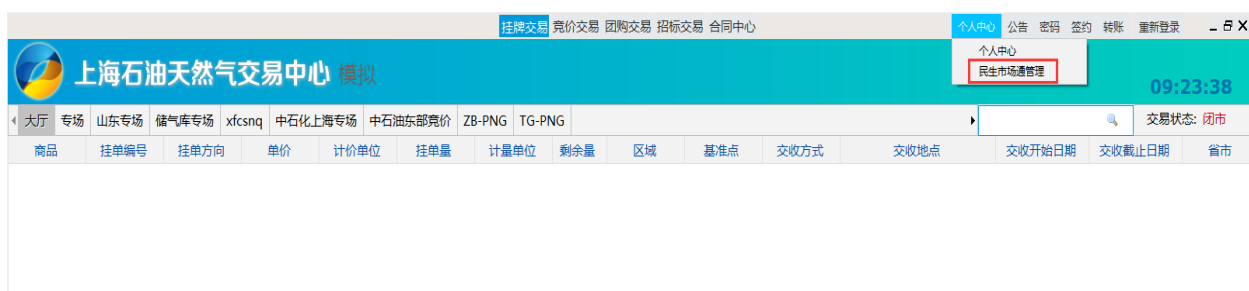 挂牌交易 竞价交易 团购交易 招标交易 合同中心 个人中心 公告 密码 签约 转账 重新登录
个人中心
民生市场通管理
上海石油天然气交易中心 模拟
09:23:38
大厅 专场 山东专场 储气库专场 xfcsnq 中石化上海专场 中石油东部竞价 ZB-PNG TG-PNG 交易状态: 闭市
商品 挂单编号 挂单方向 单价 计价单位 挂单量 计量单位 剩余量 区域 基准点 交收方式 交收地点 交收开始日期 交收截止日期 省市